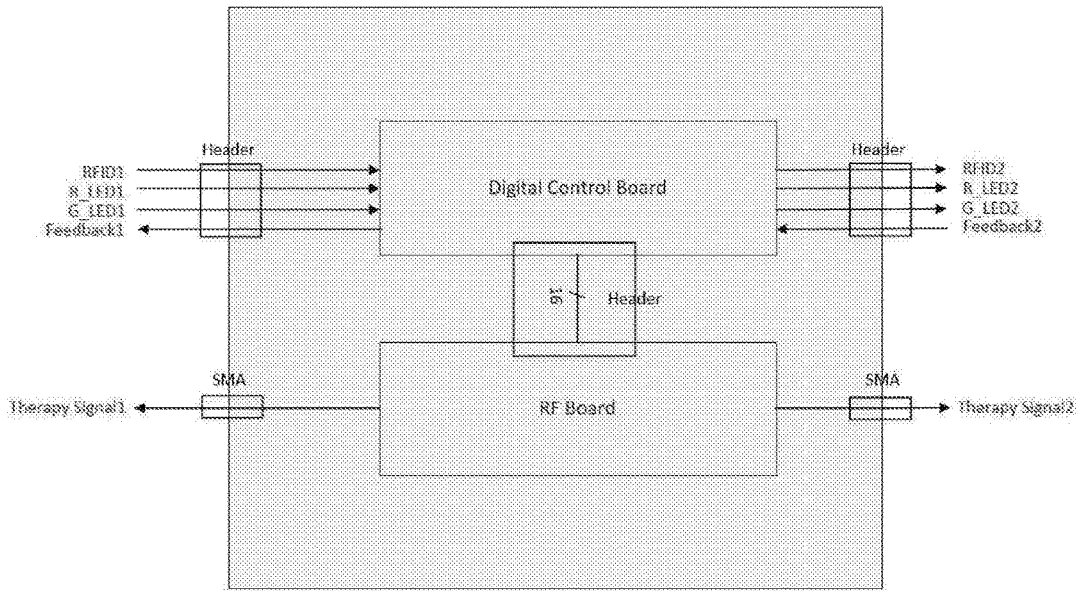 Header
RFID1
R_LED1
G_LED1
Feedback1
Digital Control Board
Header
RFID2
R_LED2
G_LED2
Feedback2
16
Header
SMA
Therapy Signal1
RF Board
SMA
Therapy Signal2